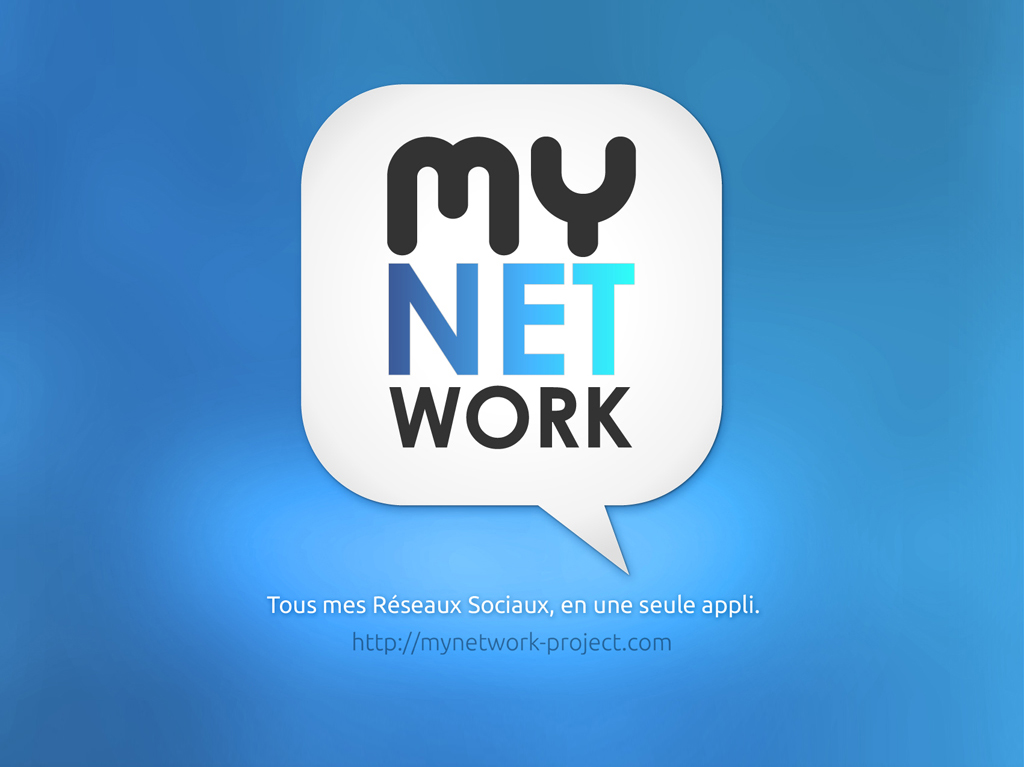 MY
NET
WORK
Tous mes Réseaux Sociaux, en une seule appli.
http://mynetwork-project.com